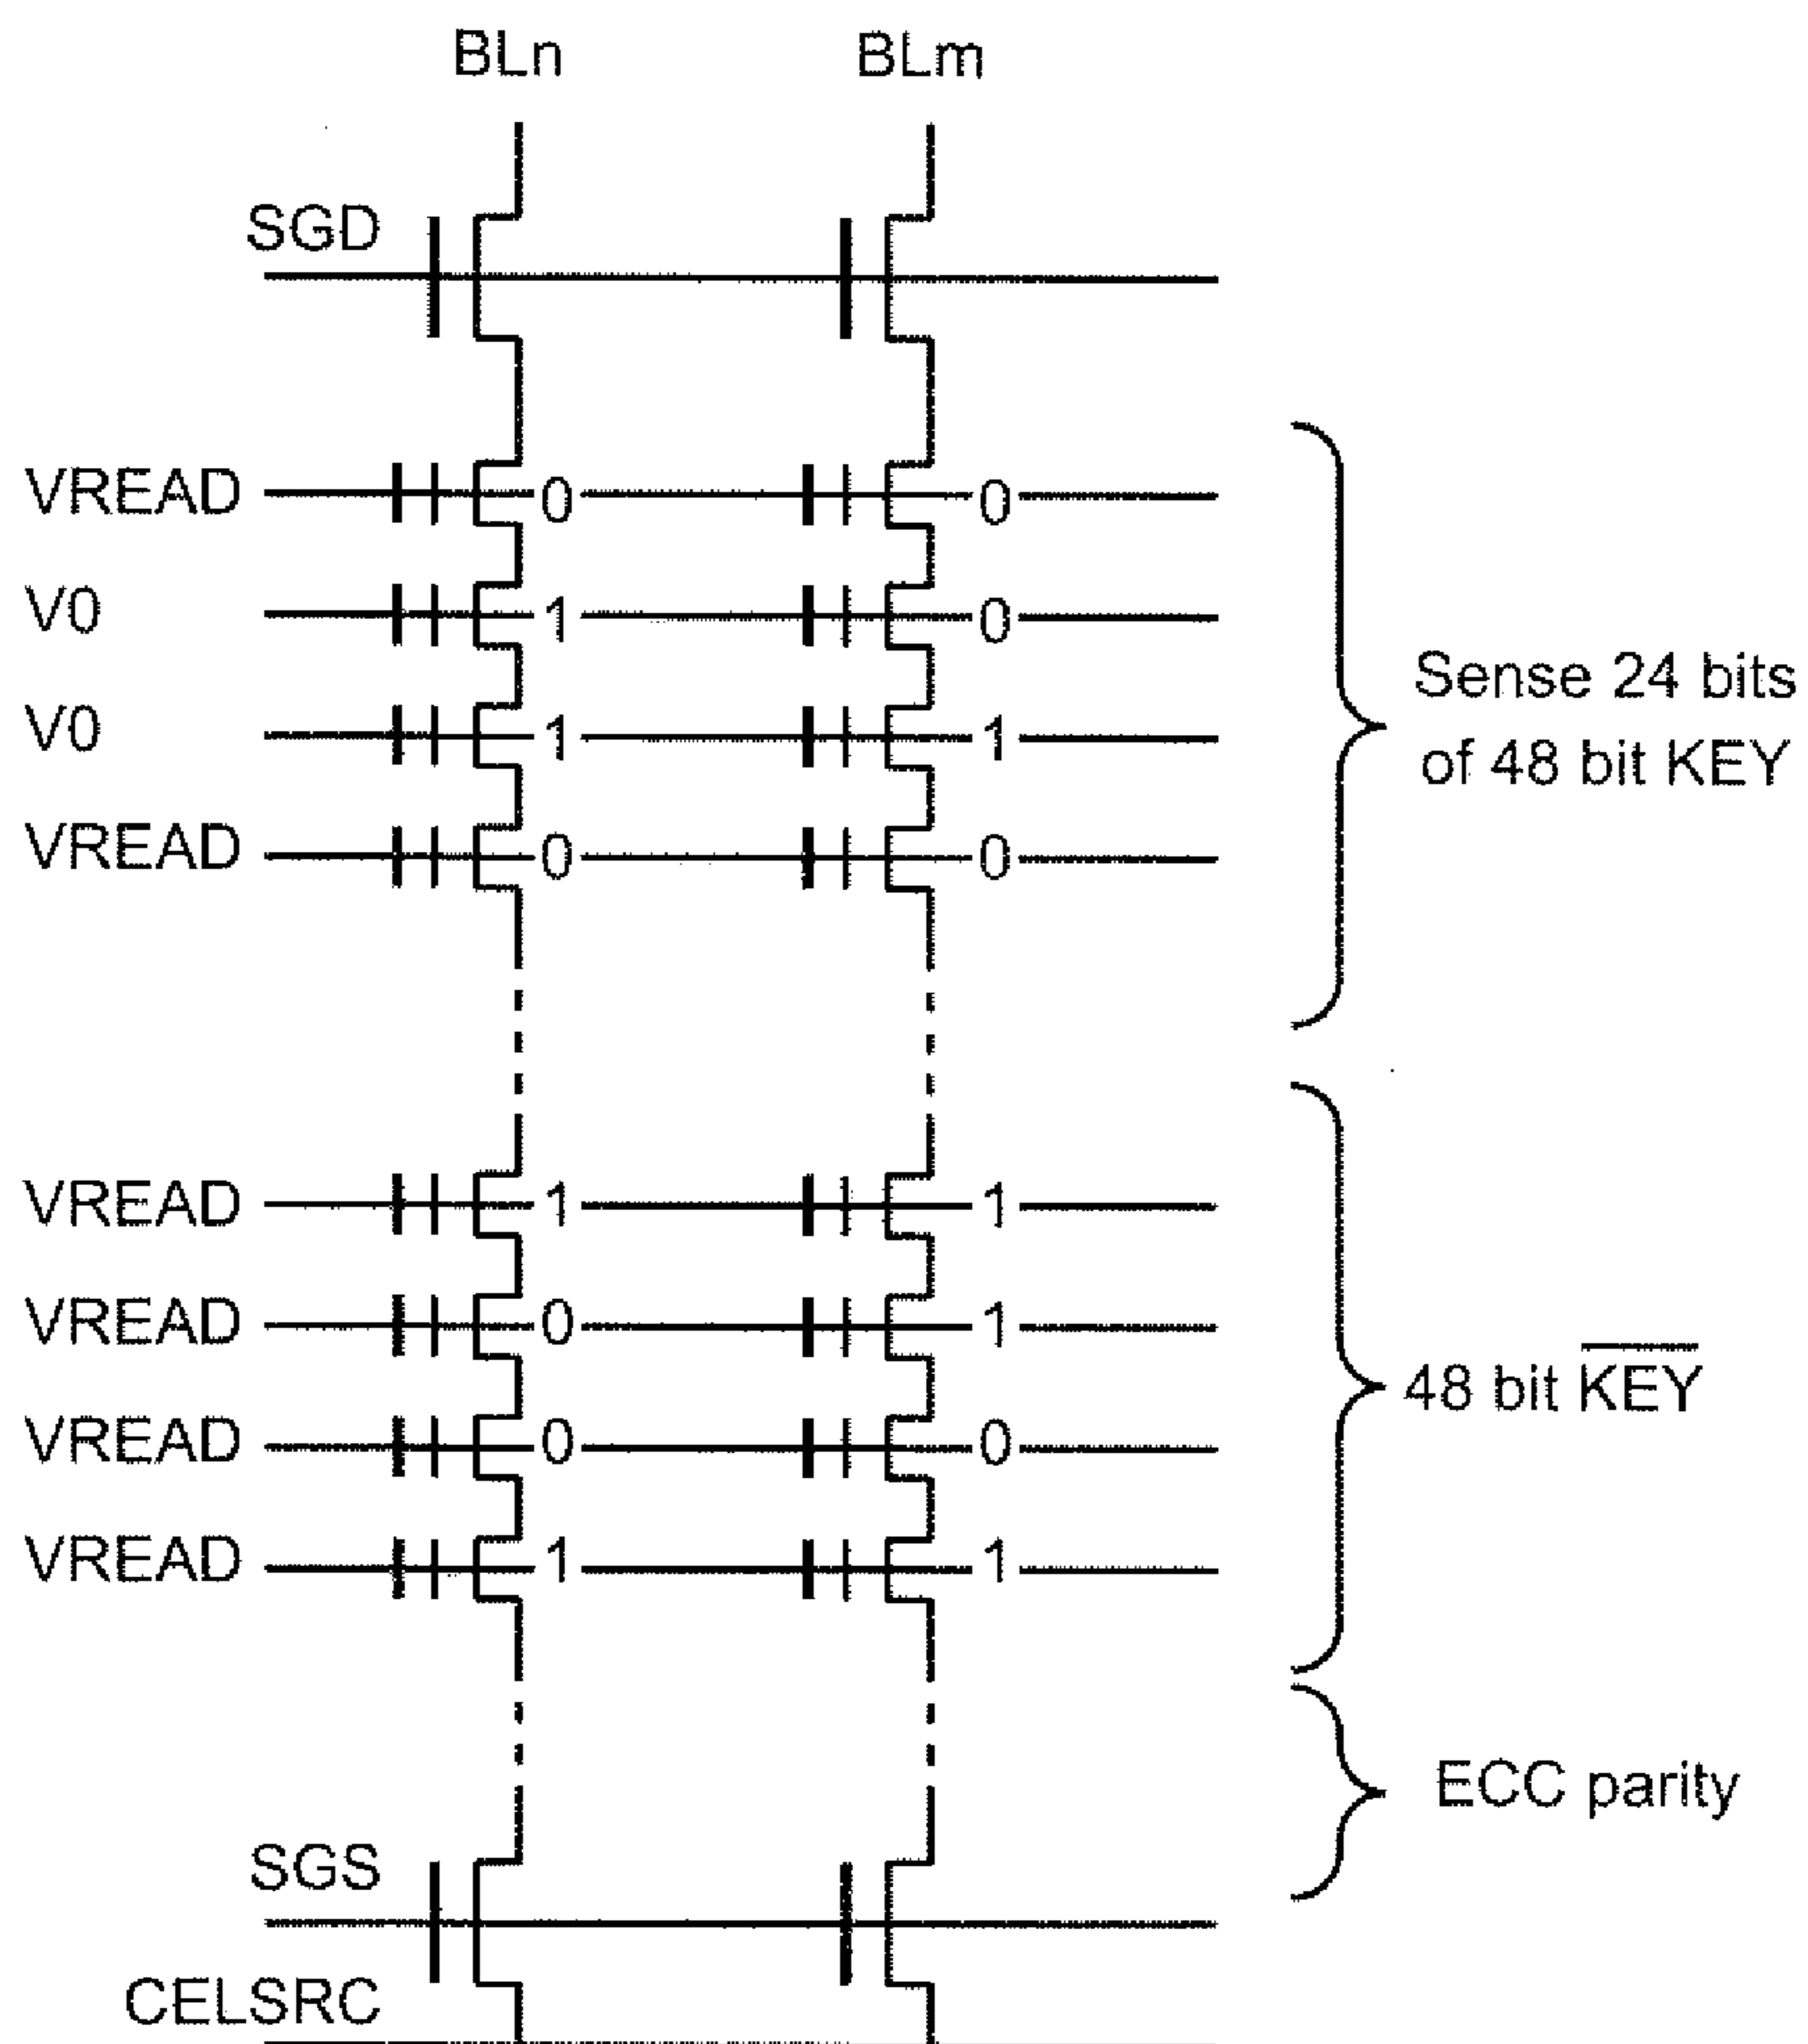 BLn BLm
SGD
VREAD 0 0
V0 1 0
Sense 24 bits
V0 1 1
of 48 bit KEY
VREAD 0 0
VREAD 1 1
VREAD 0 1
48 bit K̅E̅Y̅
VREAD 0 0
VREAD 1 1
ECC parity
SGS
CELSRC